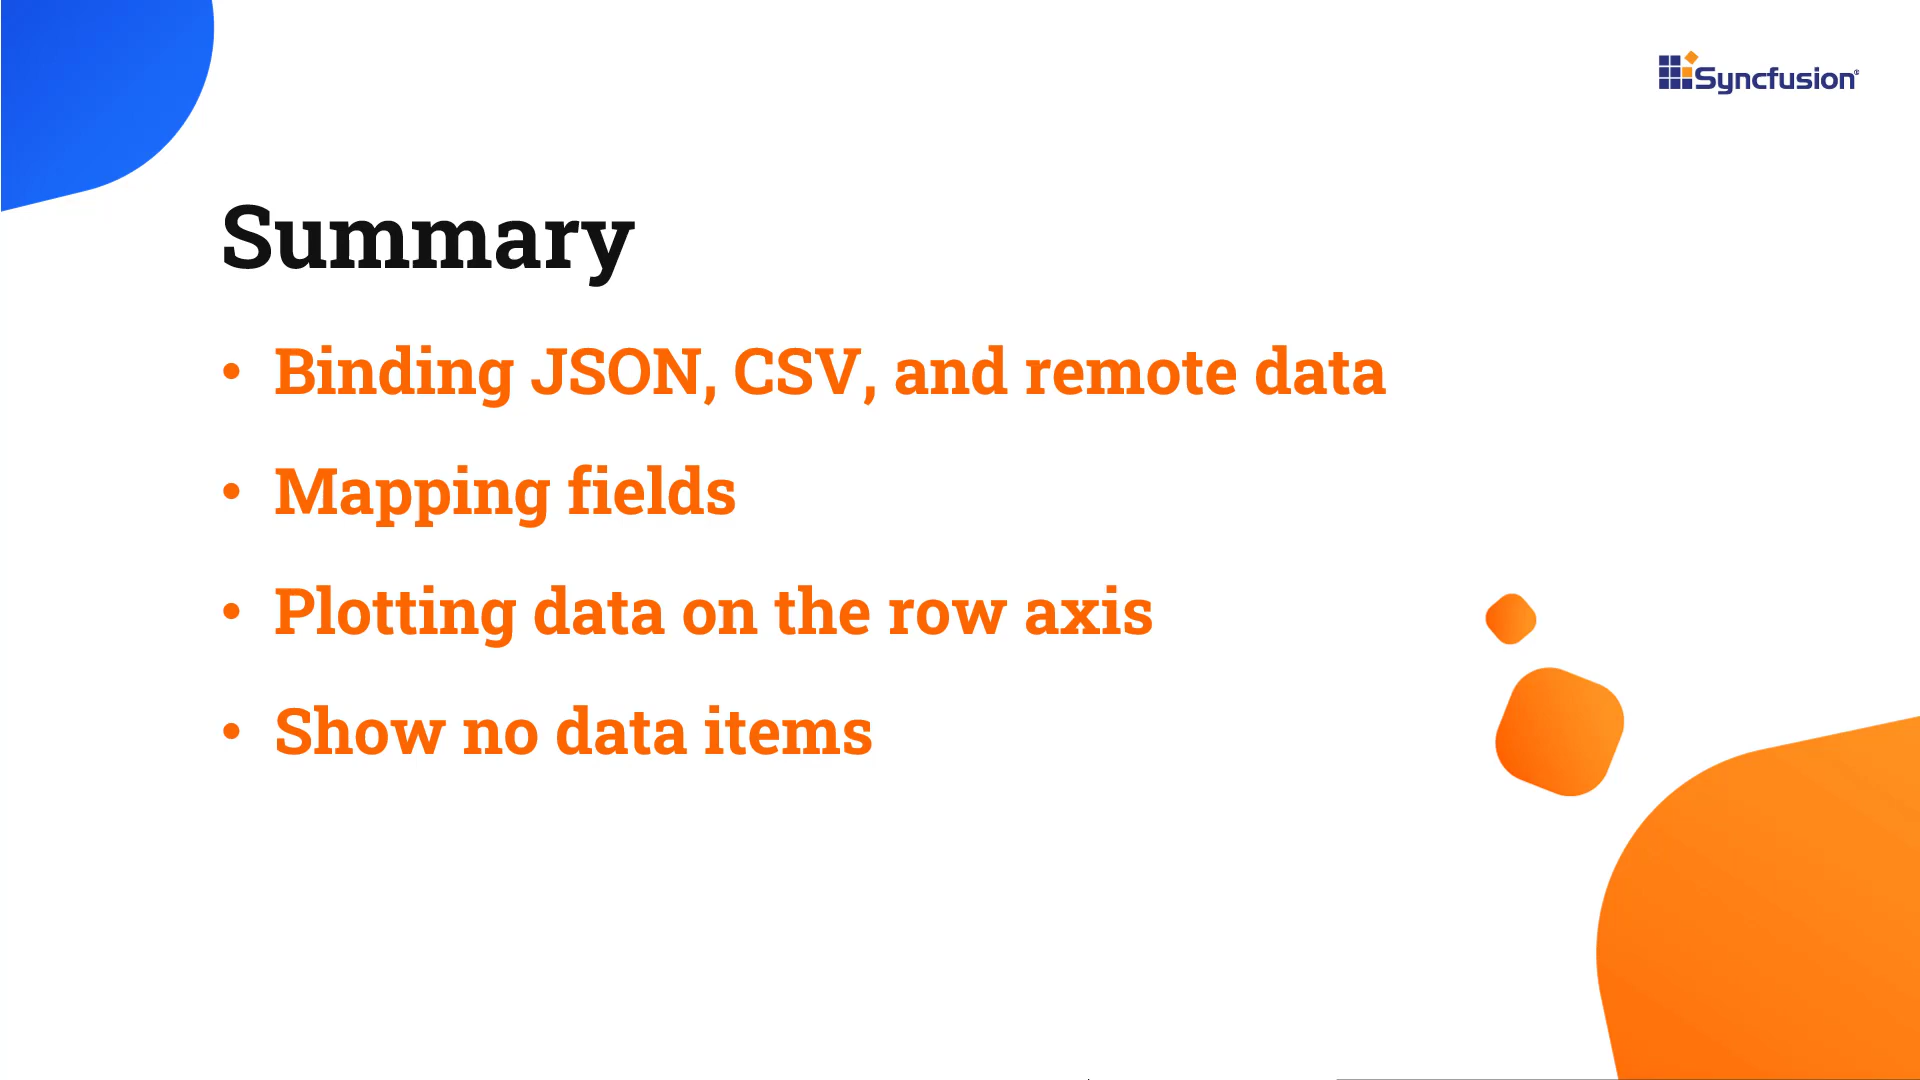 Syncfusion®
Summary
• Binding JSON, CSV, and remote data
• Mapping fields
• Plotting data on the row axis
• Show no data items